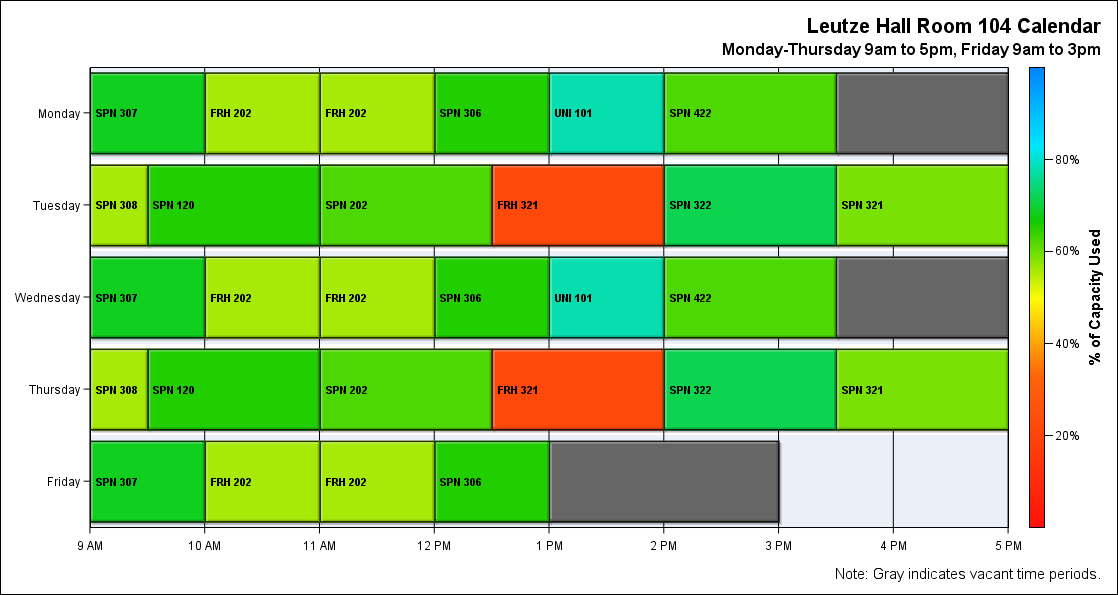 Leutze Hall Room 104 Calendar
Monday-Thursday 9am to 5pm, Friday 9am to 3pm
Monday SPN 307 FRH 202 FRH 202 SPN 306 UNI 101 SPN 422
Tuesday SPN 308 SPN 120 SPN 202 FRH 321 SPN 322 SPN 321
Wednesday SPN 307 FRH 202 FRH 202 SPN 306 UNI 101 SPN 422
Thursday SPN 308 SPN 120 SPN 202 FRH 321 SPN 322 SPN 321
Friday SPN 307 FRH 202 FRH 202 SPN 306
9 AM 10 AM 11 AM 12 PM 1 PM 2 PM 3 PM 4 PM 5 PM
80%
60%
40%
20%
% of Capacity Used
Note: Gray indicates vacant time periods.